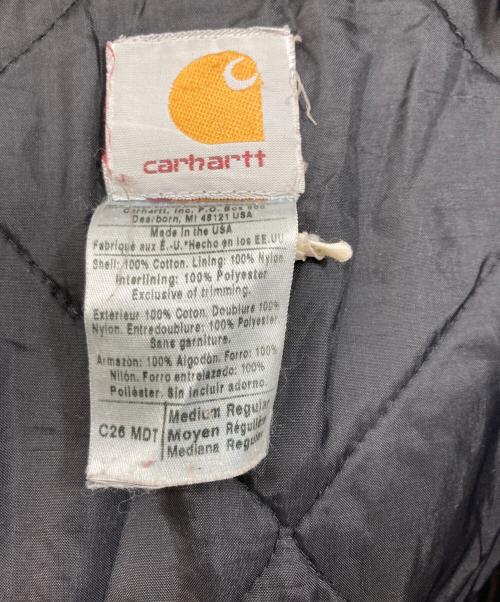 carhartt
Carhartt, Inc. P.O. Box 600
Dearborn, MI 48121 USA
Made in the USA
Fabriqué aux É.-U.*Hecho en los EE.UU
Shell: 100% Cotton. Lining: 100% Nylon.
Interlining: 100% Polyester
Exclusive of trimming.
Extérieur 100% Coton. Doublure 100%
Nylon. Entredoublure: 100% Polyester
Sans garniture.
Armazón: 100% Algodón. Forro: 100%
Nilón. Forro entrelazado: 100%
Poliéster. Sin incluir adorno.
C26 MDT
Medium Regular
Moyen Régulière
Mediana Regular